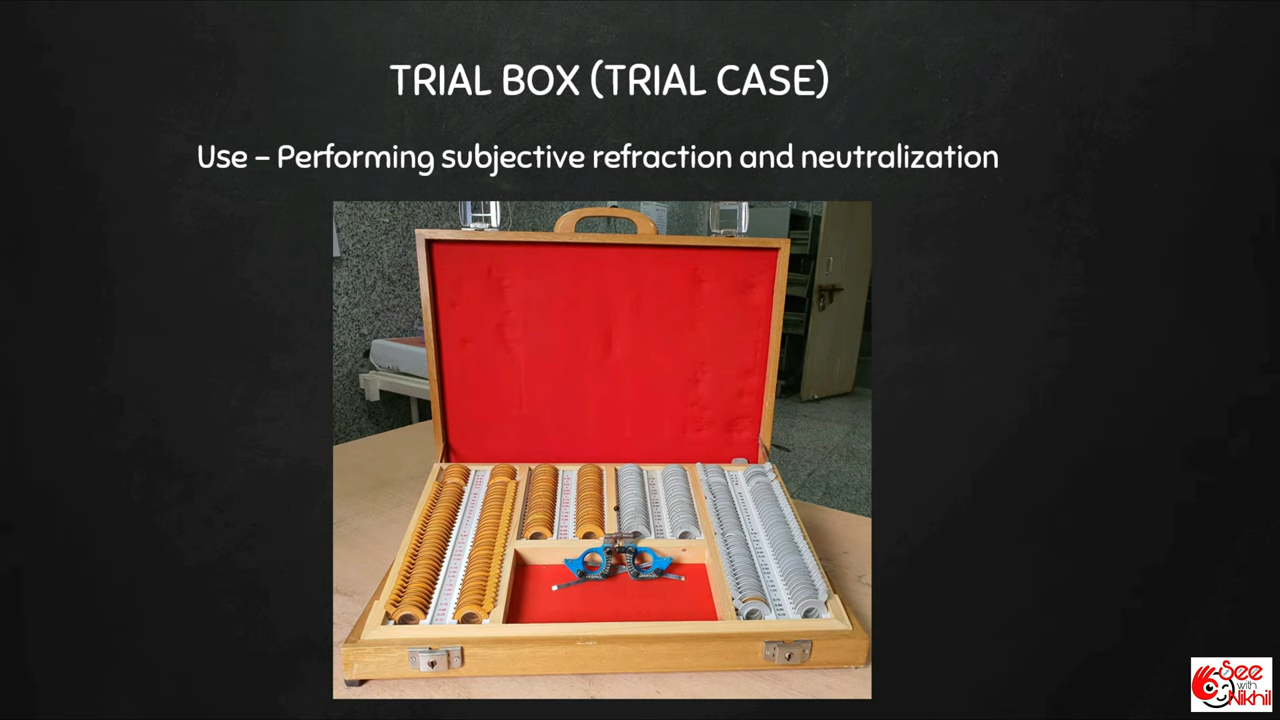 TRIAL BOX (TRIAL CASE)
Use – Performing subjective refraction and neutralization
See
with
Nikhil